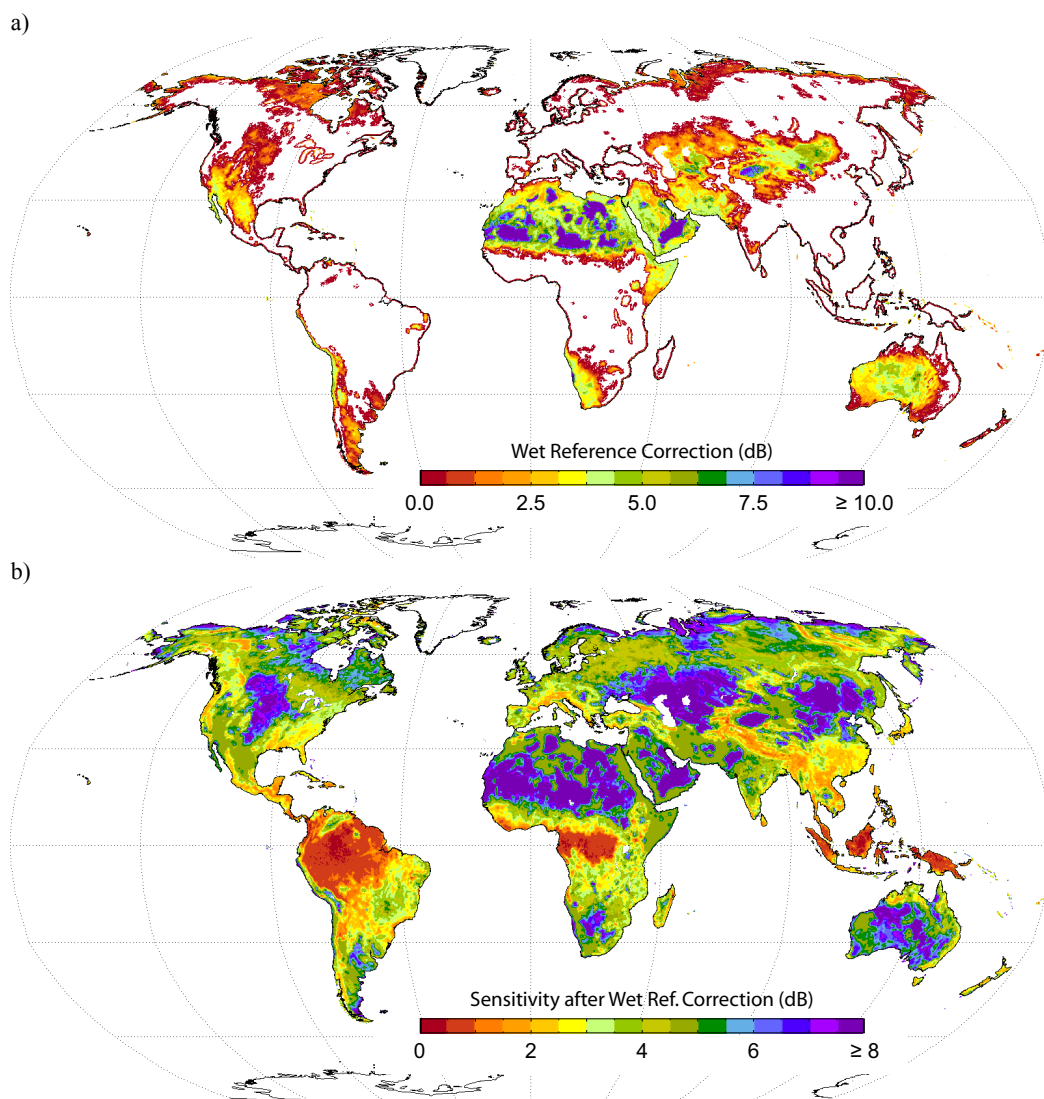 a)
Wet Reference Correction (dB)
0.0 2.5 5.0 7.5 ≥ 10.0
b)
Sensitivity after Wet Ref. Correction (dB)
0 2 4 6 ≥ 8